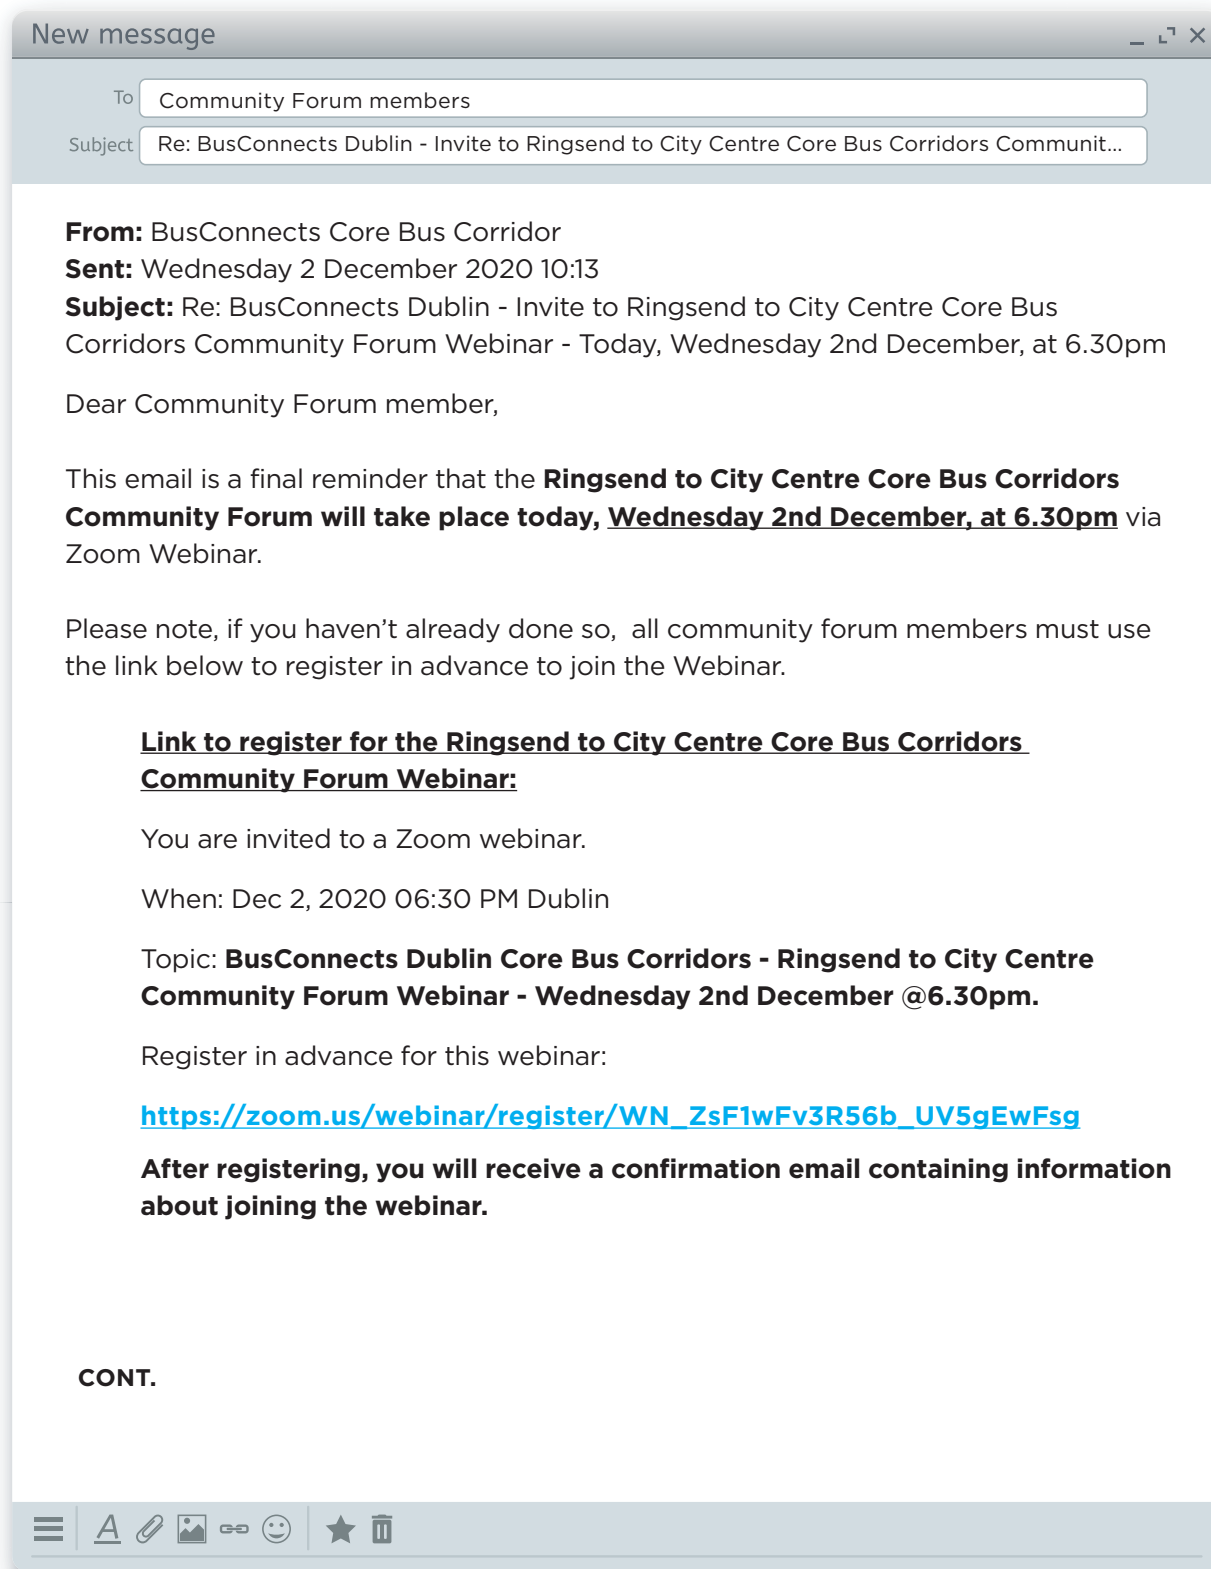 New message
To
Community Forum members
Subject
Re: BusConnects Dublin - Invite to Ringsend to City Centre Core Bus Corridors Communit...
From: BusConnects Core Bus Corridor
Sent: Wednesday 2 December 2020 10:13
Subject: Re: BusConnects Dublin - Invite to Ringsend to City Centre Core Bus
Corridors Community Forum Webinar - Today, Wednesday 2nd December, at 6.30pm
Dear Community Forum member,
This email is a final reminder that the Ringsend to City Centre Core Bus Corridors
Community Forum will take place today, Wednesday 2nd December, at 6.30pm via
Zoom Webinar.
Please note, if you haven’t already done so,  all community forum members must use
the link below to register in advance to join the Webinar.
Link to register for the Ringsend to City Centre Core Bus Corridors
Community Forum Webinar:
You are invited to a Zoom webinar.
When: Dec 2, 2020 06:30 PM Dublin
Topic: BusConnects Dublin Core Bus Corridors - Ringsend to City Centre
Community Forum Webinar - Wednesday 2nd December @6.30pm.
Register in advance for this webinar:
https://zoom.us/webinar/register/WN_ZsF1wFv3R56b_UV5gEwFsg
After registering, you will receive a confirmation email containing information
about joining the webinar.
CONT.